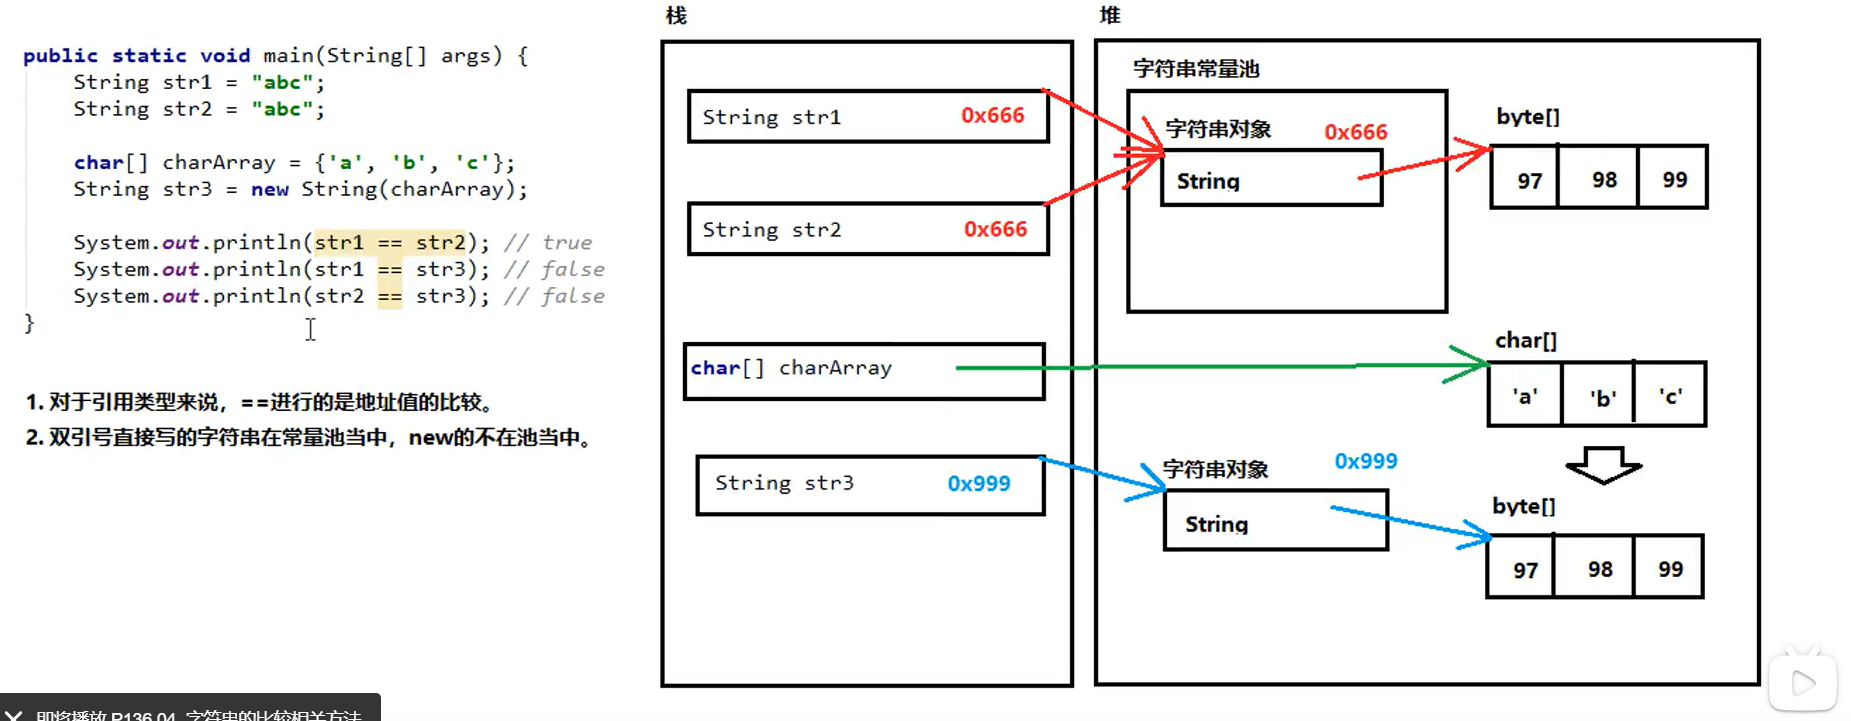 public static void main(String[] args) {
String str1 = "abc";
String str2 = "abc";
char[] charArray = {'a', 'b', 'c'};
String str3 = new String(charArray);
System.out.println(str1 == str2); // true
System.out.println(str1 == str3); // false
System.out.println(str2 == str3); // false
}
1. 对于引用类型来说，==进行的是地址值的比较。
2. 双引号直接写的字符串在常量池当中，new的不在池当中。
栈
String str1 0x666
String str2 0x666
char[] charArray
String str3 0x999
堆
字符串常量池
字符串对象 0x666
String
byte[]
97 98 99
char[]
'a' 'b' 'c'
字符串对象 0x999
String
byte[]
97 98 99
即将播放 P136 04_字符串的比较相关方法